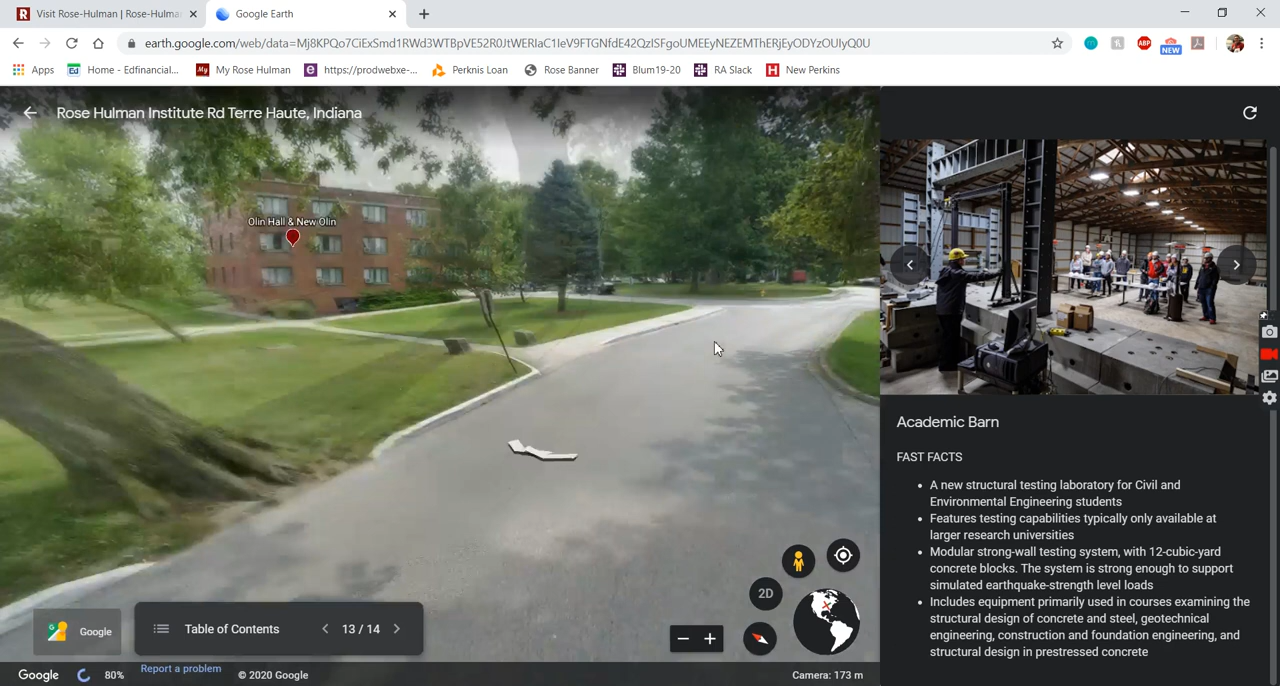 R Visit Rose-Hulman | Rose-Hulma
Google Earth
earth.google.com/web/data=Mj8KPQo7CiExSmd1RWd3WTBpVE52R0JtWERIaC1IeV9FTGNfdE42QzISFgoUMEEyNEZEMThERjEyODYzOUIyQ0U
ABP
NEW
Apps
Ed Home - Edfinancial...
My My Rose Hulman
e https://prodwebxe-...
Perknis Loan
Rose Banner
Blum19-20
RA Slack
H New Perkins
Rose Hulman Institute Rd Terre Haute, Indiana
Olin Hall & New Olin
Academic Barn
FAST FACTS
• A new structural testing laboratory for Civil and
Environmental Engineering students
• Features testing capabilities typically only available at
larger research universities
• Modular strong-wall testing system, with 12-cubic-yard
concrete blocks. The system is strong enough to support
simulated earthquake-strength level loads
• Includes equipment primarily used in courses examining the
structural design of concrete and steel, geotechnical
engineering, construction and foundation engineering, and
structural design in prestressed concrete
2D
Google
Table of Contents
13 / 14
Google
80%
Report a problem
© 2020 Google
Camera: 173 m